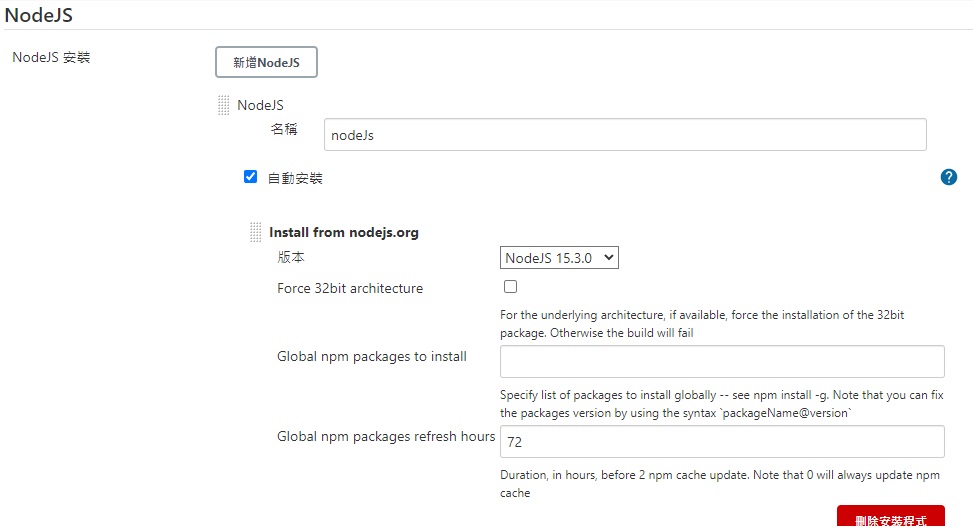 NodeJS
NodeJS 安裝
新增NodeJS
NodeJS
名稱
nodeJs
自動安裝
?
Install from nodejs.org
版本
NodeJS 15.3.0
Force 32bit architecture
For the underlying architecture, if available, force the installation of the 32bit
package. Otherwise the build will fail
Global npm packages to install
Specify list of packages to install globally -- see npm install -g. Note that you can fix
the packages version by using the syntax `packageName@version`
Global npm packages refresh hours
72
Duration, in hours, before 2 npm cache update. Note that 0 will always update npm
cache
刪除安裝程式